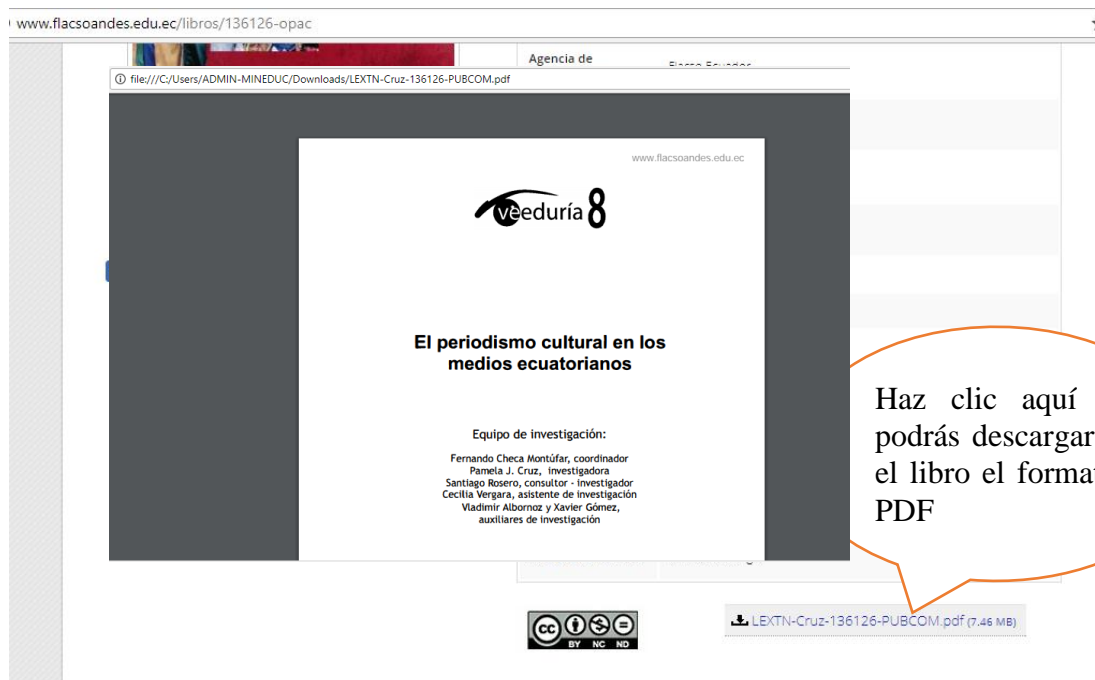 www.flacsoandes.edu.ec/libros/136126-opac
Agencia de
Flacso Ecuador
file:///C:/Users/ADMIN-MINEDUC/Downloads/LEXTN-Cruz-136126-PUBCOM.pdf
www.flacsoandes.edu.ec
veeduría 8
El periodismo cultural en los
medios ecuatorianos
Equipo de investigación:
Fernando Checa Montúfar, coordinador
Pamela J. Cruz, investigadora
Santiago Rosero, consultor - investigador
Cecilia Vergara, asistente de investigación
Vladimir Albornoz y Xavier Gómez,
auxiliares de investigación
Haz clic aquí
podrás descargar
el libro el format
PDF
cc BY NC ND
LEXTN-Cruz-136126-PUBCOM.pdf (7.46 MB)